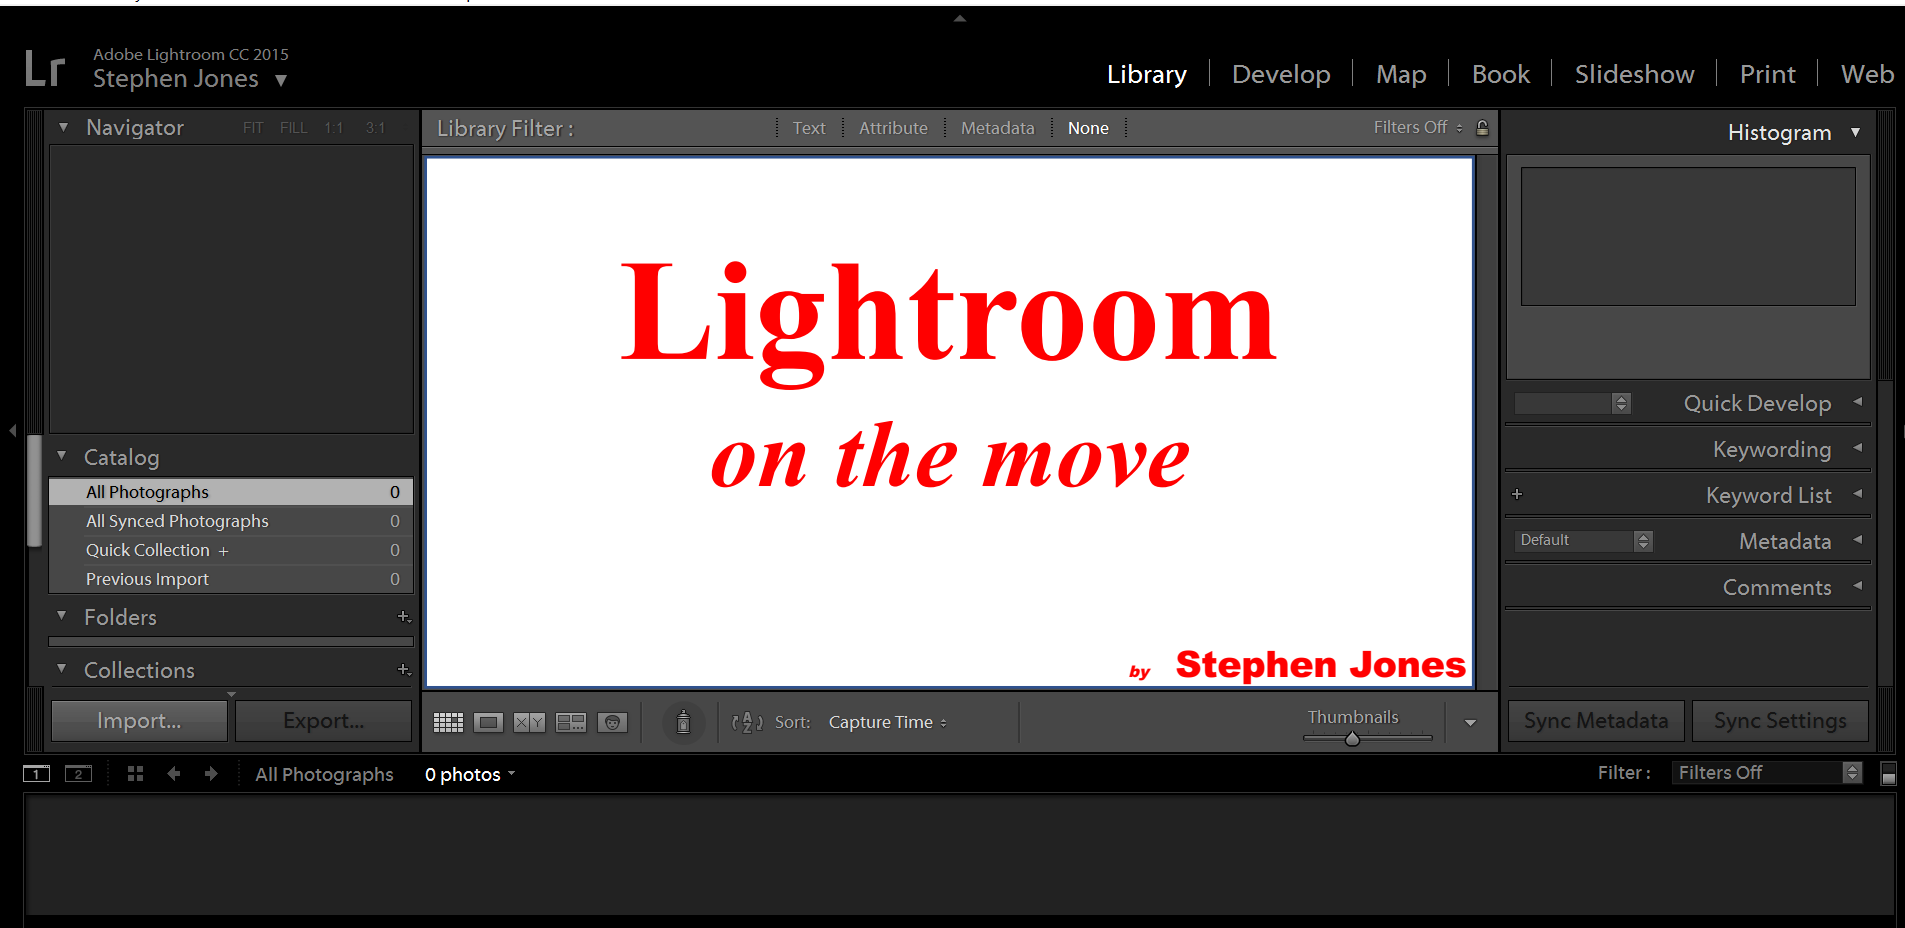 Lr
Adobe Lightroom CC 2015
Stephen Jones
Library Develop Map Book Slideshow Print Web
Navigator FIT FILL 1:1 3:1
Catalog
All Photographs 0
All Synced Photographs 0
Quick Collection + 0
Previous Import 0
Folders +
Collections +
Import... Export...
Library Filter : Text Attribute Metadata None Filters Off
Lightroom
on the move
by Stephen Jones
X Y A Z Sort: Capture Time Thumbnails
Histogram
Quick Develop
Keywording
+ Keyword List
Default Metadata
Comments
Sync Metadata Sync Settings
1 2 All Photographs 0 photos Filter : Filters Off